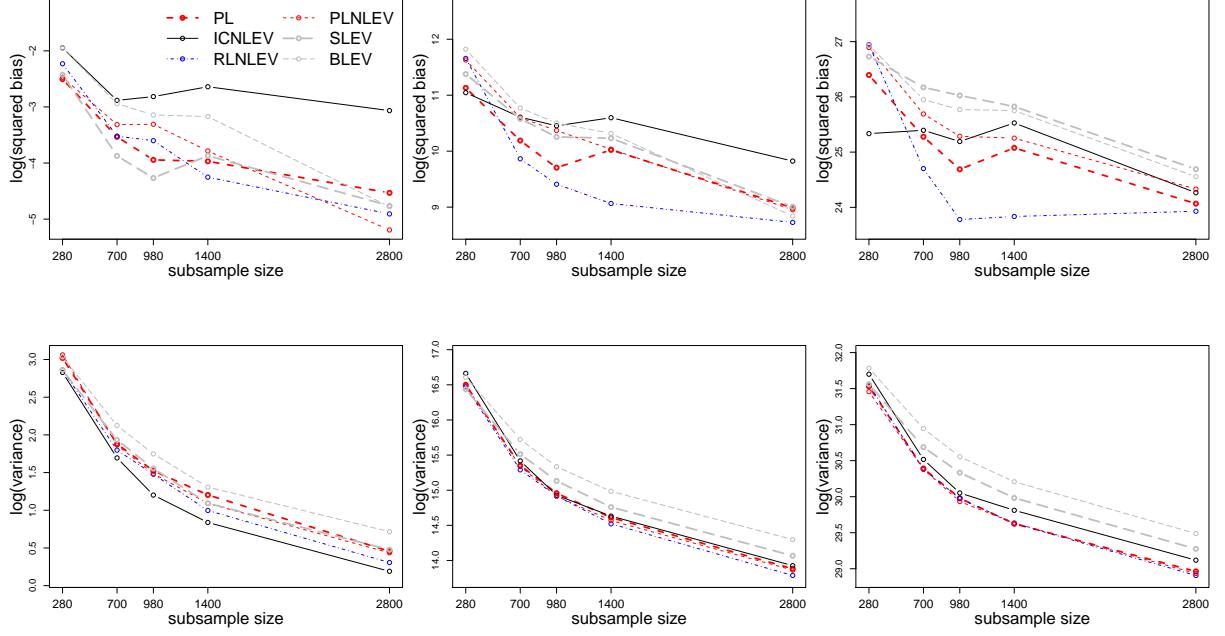 PL
ICNLEV
RLNLEV
PLNLEV
SLEV
BLEV
log(squared bias)
-2
-3
-4
-5
280 700 980 1400 2800
subsample size
log(squared bias)
12
11
10
9
280 700 980 1400 2800
subsample size
log(squared bias)
27
26
25
24
280 700 980 1400 2800
subsample size
log(variance)
3.0
2.5
2.0
1.5
1.0
0.5
0.0
280 700 980 1400 2800
subsample size
log(variance)
17.0
16.5
16.0
15.5
15.0
14.5
14.0
280 700 980 1400 2800
subsample size
log(variance)
32.0
31.5
31.0
30.5
30.0
29.5
29.0
280 700 980 1400 2800
subsample size